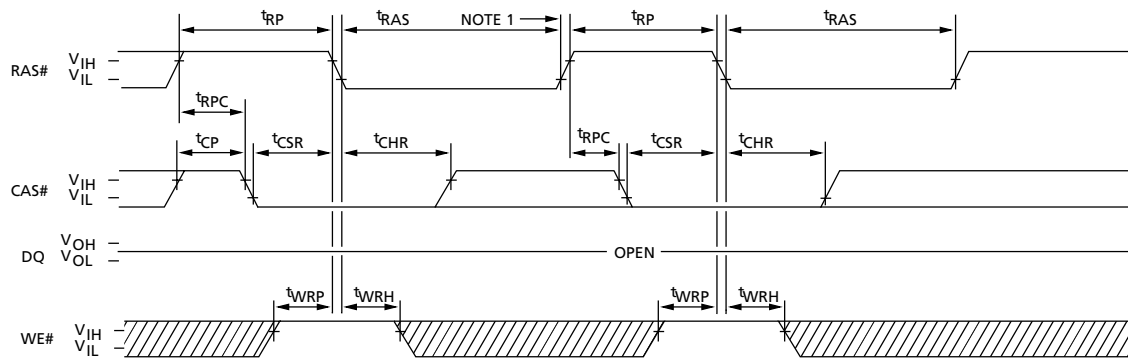 tRP tRAS NOTE 1 tRP tRAS
RAS# VIH
VIL
tRPC
tCP tCSR tCHR tRPC tCSR tCHR
CAS# VIH
VIL
DQ VOH
VOL
OPEN
tWRP tWRH tWRP tWRH
WE# VIH
VIL